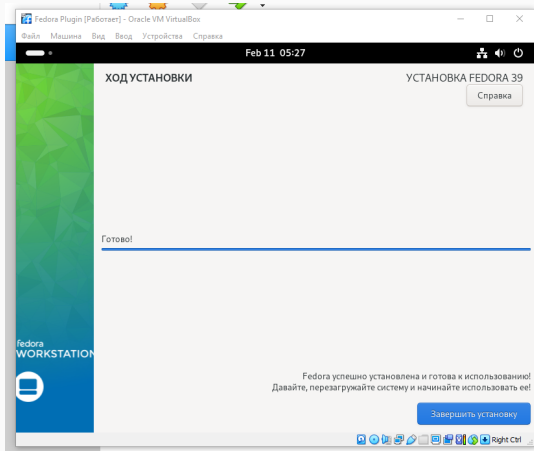 Fedora Plugin [Работает] - Oracle VM VirtualBox
Файл Машина Вид Ввод Устройства Справка
Feb 11 05:27
ХОД УСТАНОВКИ
УСТАНОВКА FEDORA 39
Справка
Готово!
fedora
WORKSTATION
Fedora успешно установлена и готова к использованию!
Давайте, перезагружайте систему и начинайте использовать ее!
Завершить установку
Right Ctrl